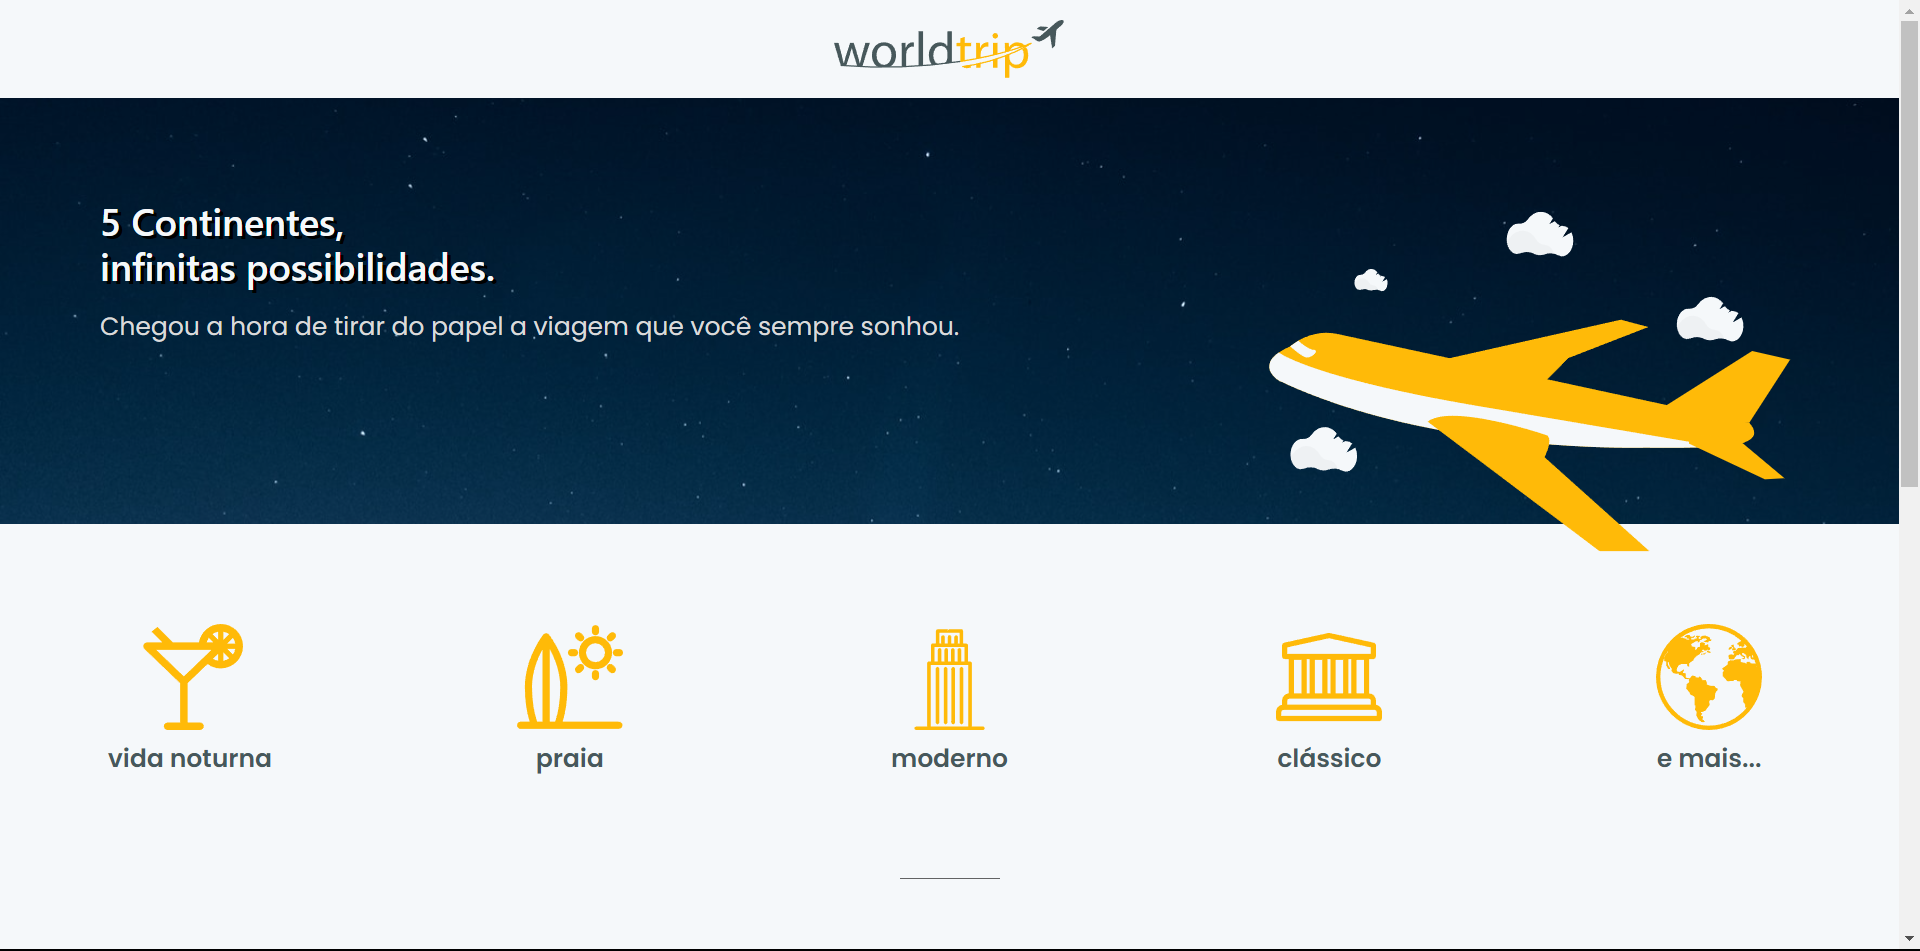 worldtrip
5 Continentes,
infinitas possibilidades.
Chegou a hora de tirar do papel a viagem que você sempre sonhou.
vida noturna
praia
moderno
clássico
e mais...